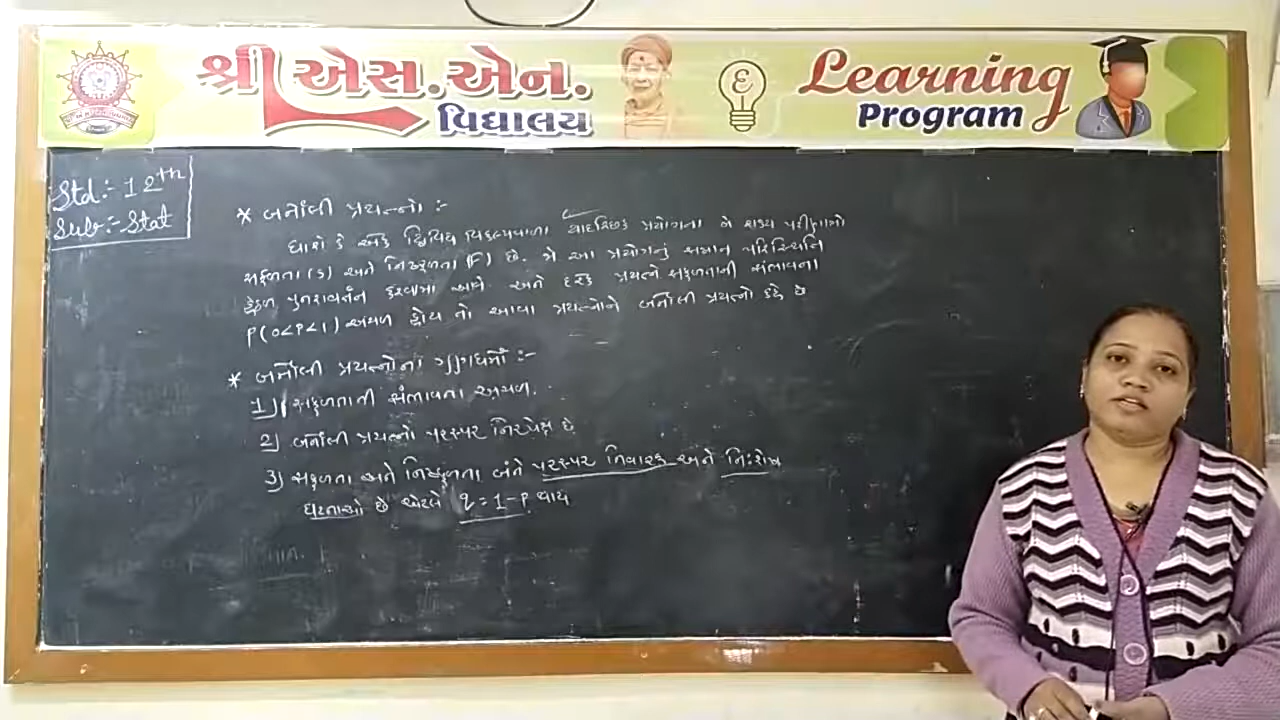 શ્રી એસ.એન.
વિદ્યાલય
Learning
Program
Std:- 12th
Sub:- Stat
* બર્નોલી પ્રયત્નો :-
ધારો કે એક દ્વિવિધ વિકલ્પવાળા યાદચ્છિક પ્રયોગના બે શક્ય પરીણામો
સફળતા (S) અને નિષ્ફળતા (F) છે. જો આ પ્રયોગનું સમાન પરિસ્થિતિ
હેઠળ પુનરાવર્તન કરવામાં આવે અને દરેક પ્રયત્ને સફળતાની સંભાવના
P(0<P<1) અચળ હોય તો આવા પ્રયત્નોને બર્નોલી પ્રયત્નો કહે છે
* બર્નોલી પ્રયત્નોના ગુણધર્મો :-
1) સફળતાની સંભાવના અચળ.
2) બર્નોલી પ્રયત્નો પરસ્પર નિરપેક્ષ છે
3) સફળતા અને નિષ્ફળતા બંને પરસ્પર નિવારક અને નિઃશેષ
ઘટનાઓ છે એટલે q = 1-P થાય